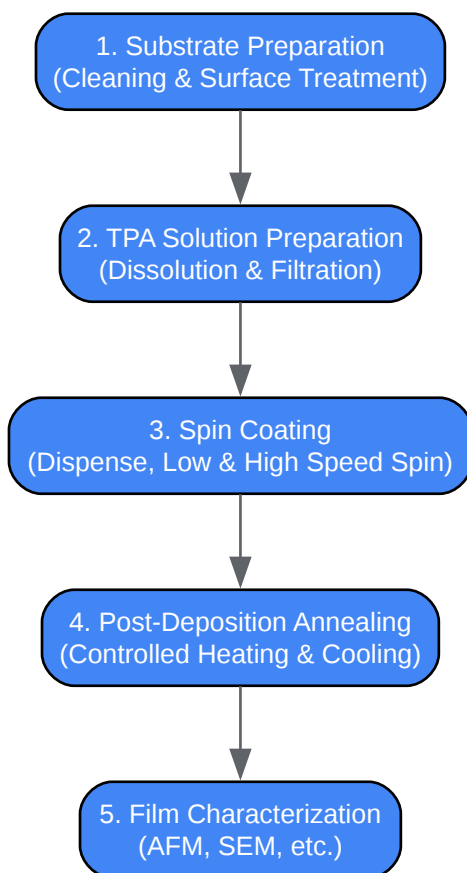 1. Substrate Preparation
(Cleaning & Surface Treatment)
2. TPA Solution Preparation
(Dissolution & Filtration)
3. Spin Coating
(Dispense, Low & High Speed Spin)
4. Post-Deposition Annealing
(Controlled Heating & Cooling)
5. Film Characterization
(AFM, SEM, etc.)